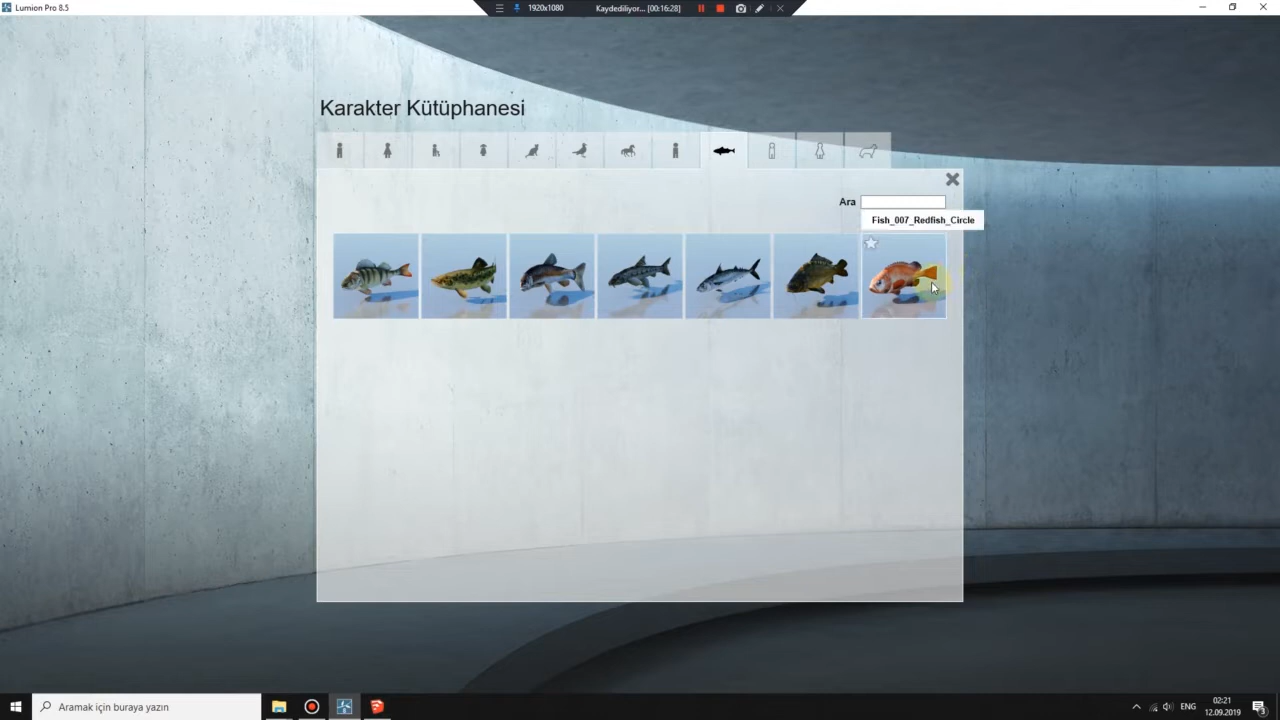 Lumion Pro 8.5
1920x1080
Kaydediliyor... [00:16:28]
Karakter Kütüphanesi
Ara
Fish_007_Redfish_Circle
Aramak için buraya yazın
ENG
02:21
12.09.2019
3